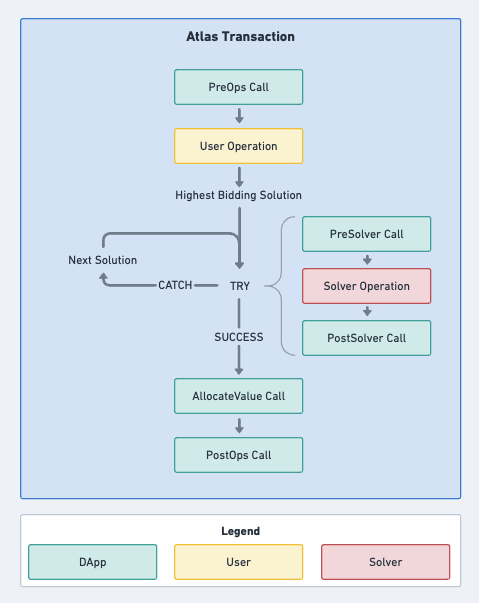 Atlas Transaction
PreOps Call
User Operation
Highest Bidding Solution
PreSolver Call
Next Solution
CATCH
TRY
Solver Operation
PostSolver Call
SUCCESS
AllocateValue Call
PostOps Call
Legend
DApp
User
Solver